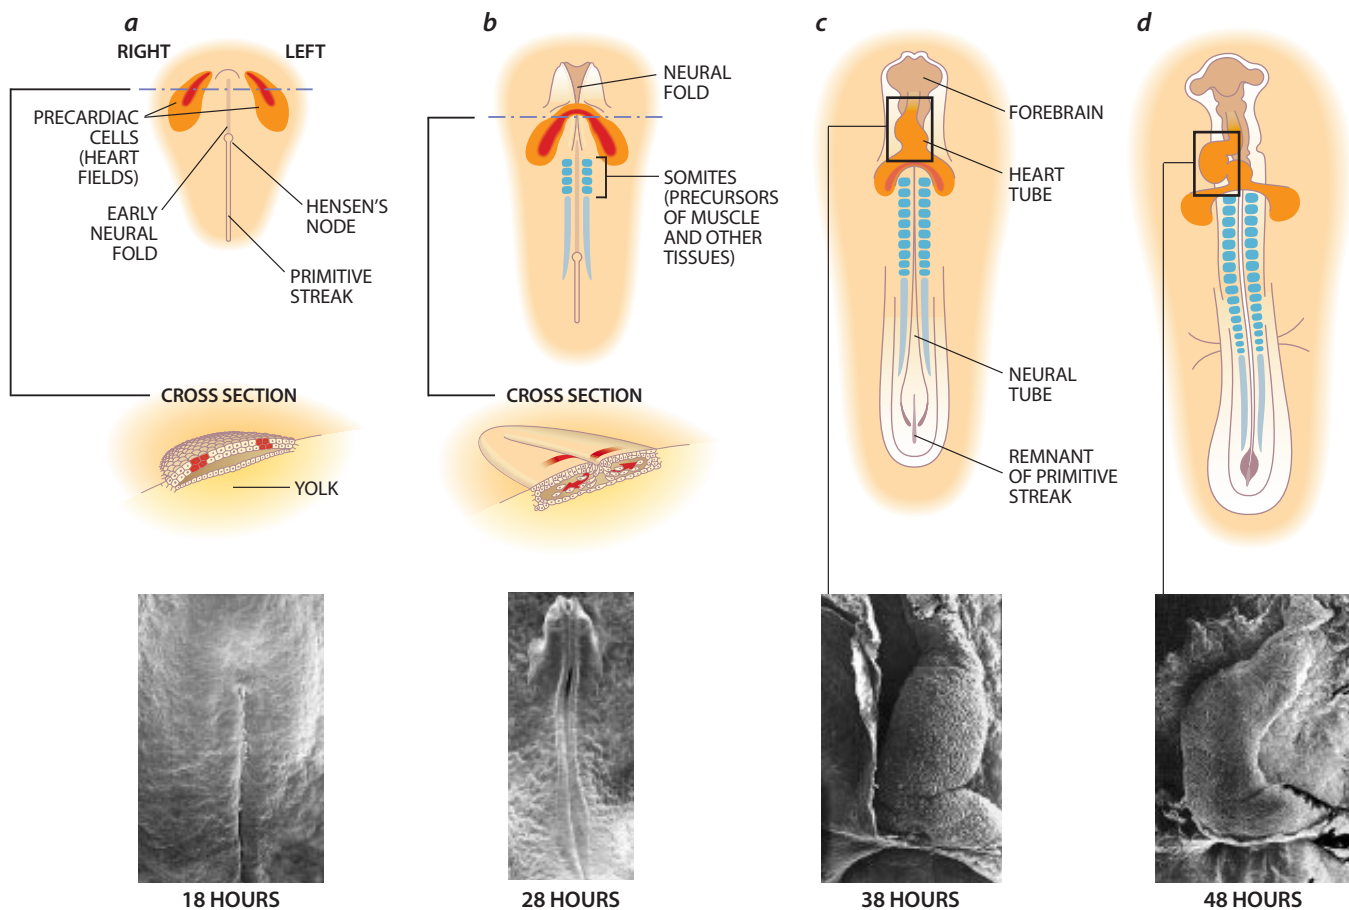 a
RIGHT
LEFT
PRECARDIAC
CELLS
(HEART
FIELDS)
EARLY
NEURAL
FOLD
HENSEN'S
NODE
PRIMITIVE
STREAK
CROSS SECTION
YOLK
18 HOURS
b
NEURAL
FOLD
SOMITES
(PRECURSORS
OF MUSCLE
AND OTHER
TISSUES)
CROSS SECTION
28 HOURS
c
FOREBRAIN
HEART
TUBE
NEURAL
TUBE
REMNANT
OF PRIMITIVE
STREAK
38 HOURS
d
48 HOURS